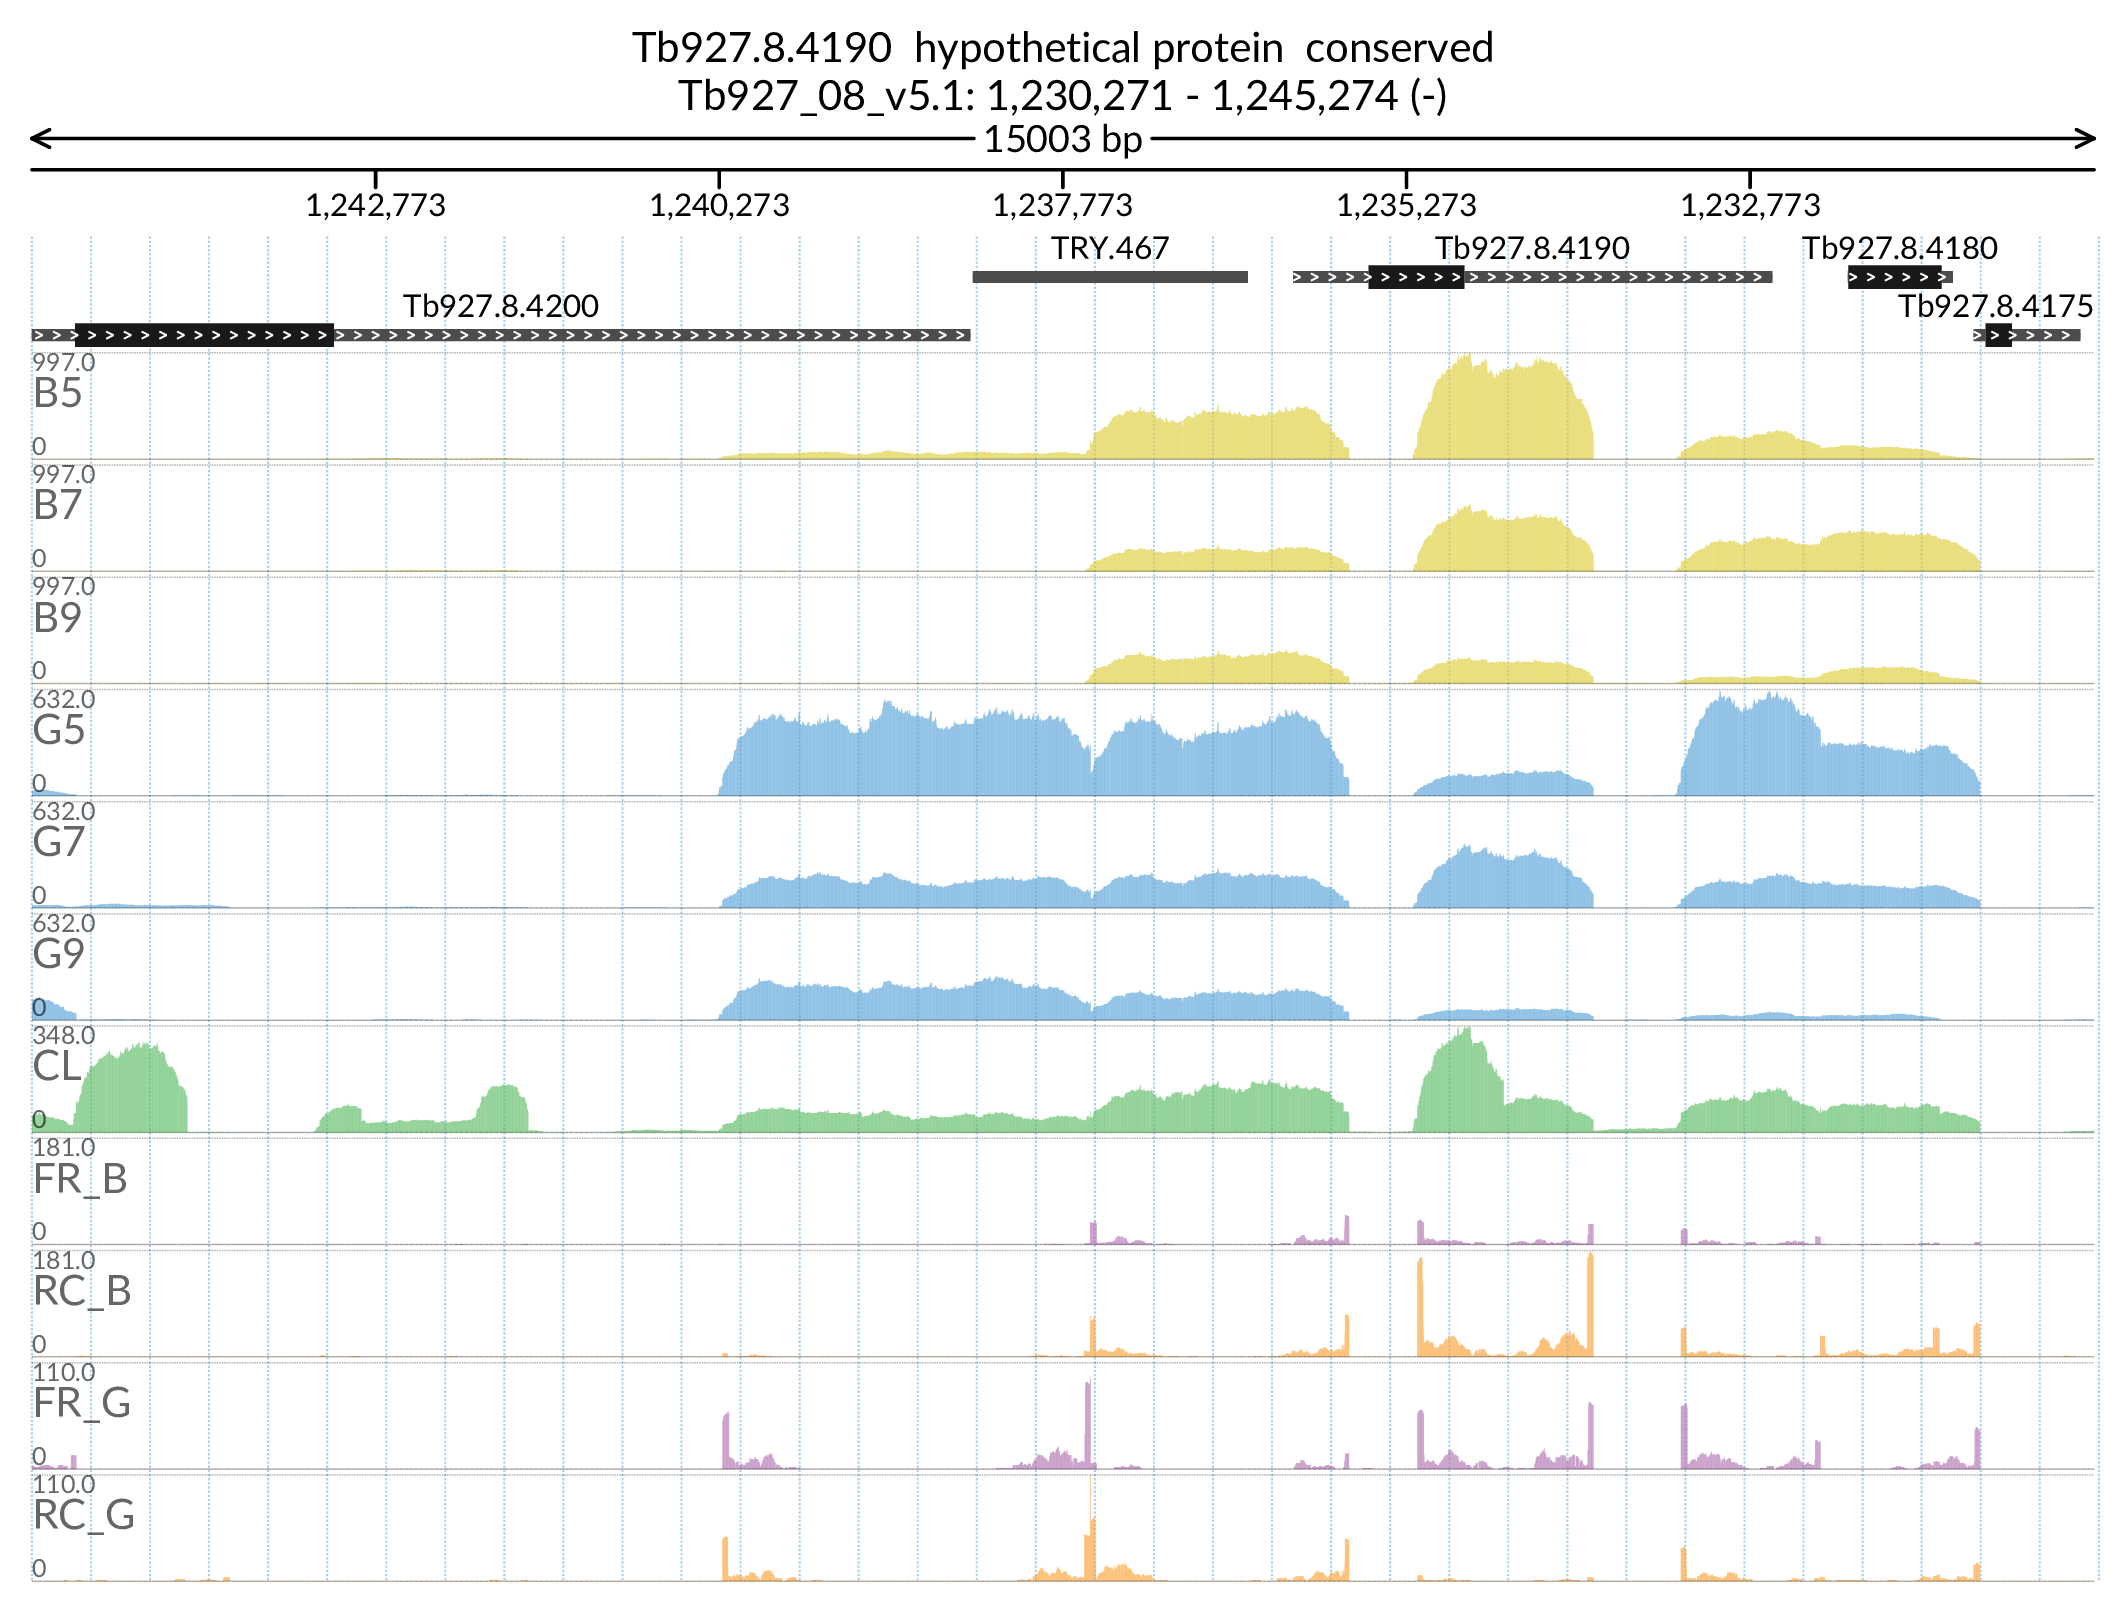 Tb927.8.4190 hypothetical protein conserved
Tb927_08_v5.1: 1,230,271 - 1,245,274 (-)
15003 bp
1,242,773 1,240,273 1,237,773 1,235,273 1,232,773
TRY.467 Tb927.8.4190 Tb927.8.4180
Tb927.8.4200 Tb927.8.4175
997.0
B5
0
997.0
B7
0
997.0
B9
0
632.0
G5
0
632.0
G7
0
632.0
G9
0
348.0
CL
0
181.0
FR_B
0
181.0
RC_B
0
110.0
FR_G
0
110.0
RC_G
0